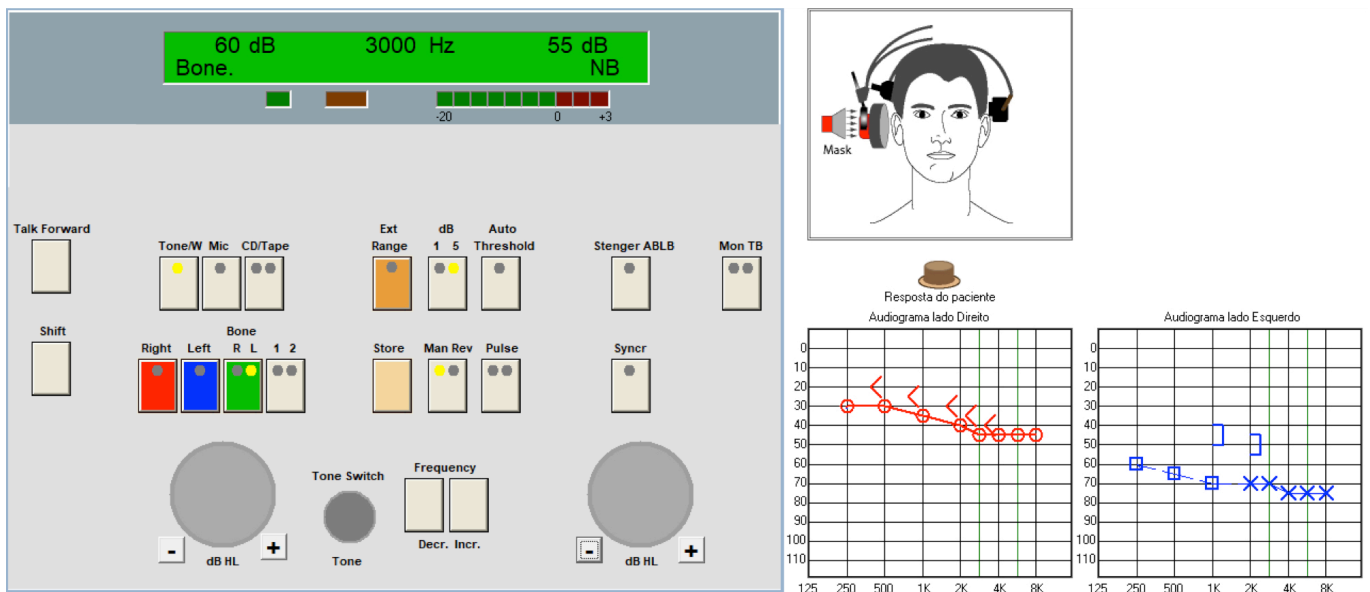 60 dB 3000 Hz 55 dB
Bone. NB
-20 0 +3
Talk Forward
Tone/W Mic CD/Tape
Ext Range
dB
1 5
Auto Threshold
Stenger ABLB
Mon TB
Shift
Right Left
Bone
R L 1 2
Store
Man Rev
Pulse
Syncr
- dB HL +
Tone Switch
Tone
Frequency
Decr. Incr.
- dB HL +
Mask
Resposta do paciente
Audiograma lado Direito
0
10
20
30
40
50
60
70
80
90
100
110
125 250 500 1K 2K 4K 8K
Audiograma lado Esquerdo
0
10
20
30
40
50
60
70
80
90
100
110
125 250 500 1K 2K 4K 8K